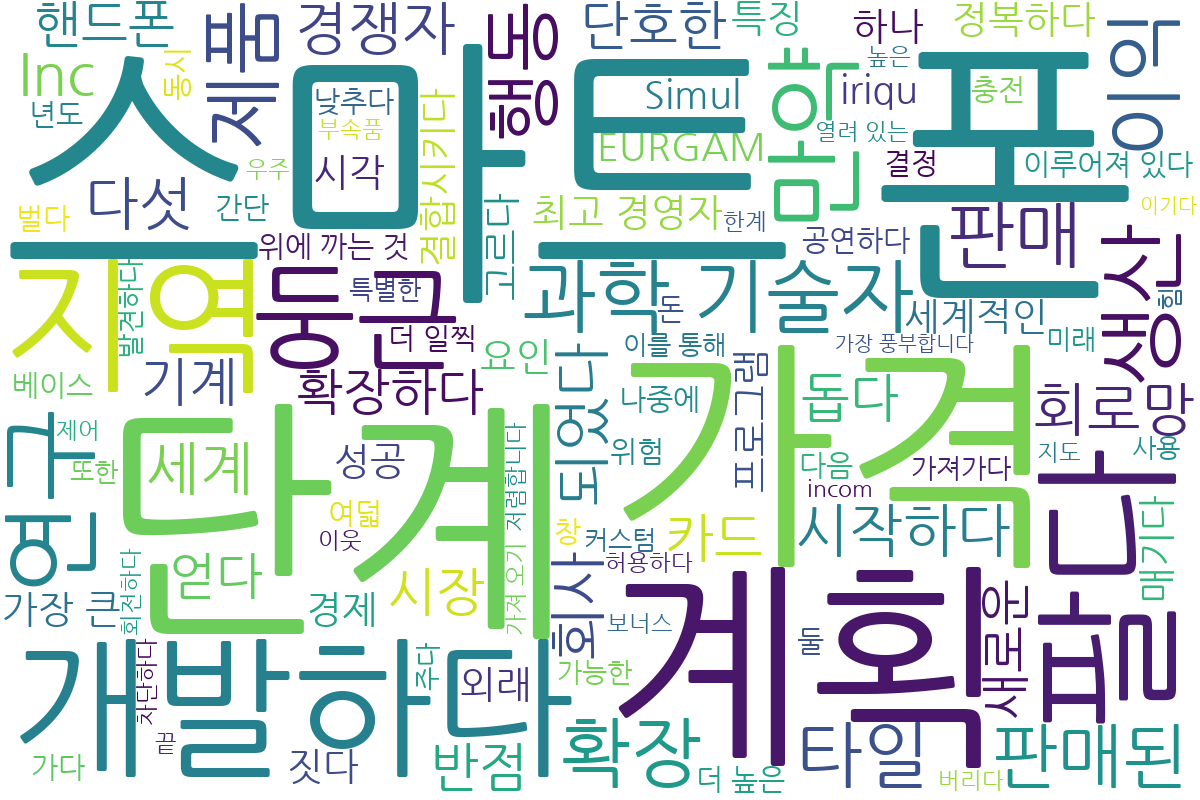 핸드폰
Inc
년도
동시
제품
경쟁자
낮추다
부속품
시각
우주
스마트폰
결합시키다
행동
단호한
특징
Simul
EURGAM
만약
하나
높은
iriqu
열려 있는
결정
정복하다
충전
이익
이루어져 있다
이기다
벌다
다섯
간단
위에 까는 것
고르다
최고 경영자
한계
공연하다
판매
생산
힘
지역
발견하다
둥근
특별한
더 일찍
과학 기술자
돈
세계적인
가장 풍부합니다
미래
베이스
기계
확장하다
요인
되었다
이를 통해
나중에
프로그램
돕다
회로망
연구
제어
또한
단계
세계
성공
여덟
이웃
가져 오기 저렴합니다
가격
위험
다음
incom
가져가다
지도
사용
얻다
시장
창
커스텀
카드
허용하다
시작하다
팔다
매기다
가장 큰
회전하다
경제
회사
보너스
계획
둘
새로운
개발하다
차단하다
주다
외래
가능한
끝
가다
짓다
반점
확장
더 높은
타일
판매된
버리다